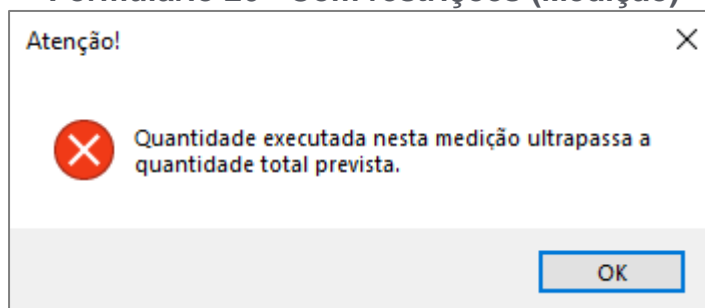 Atenção!
Quantidade executada nesta medição ultrapassa a
quantidade total prevista.
OK